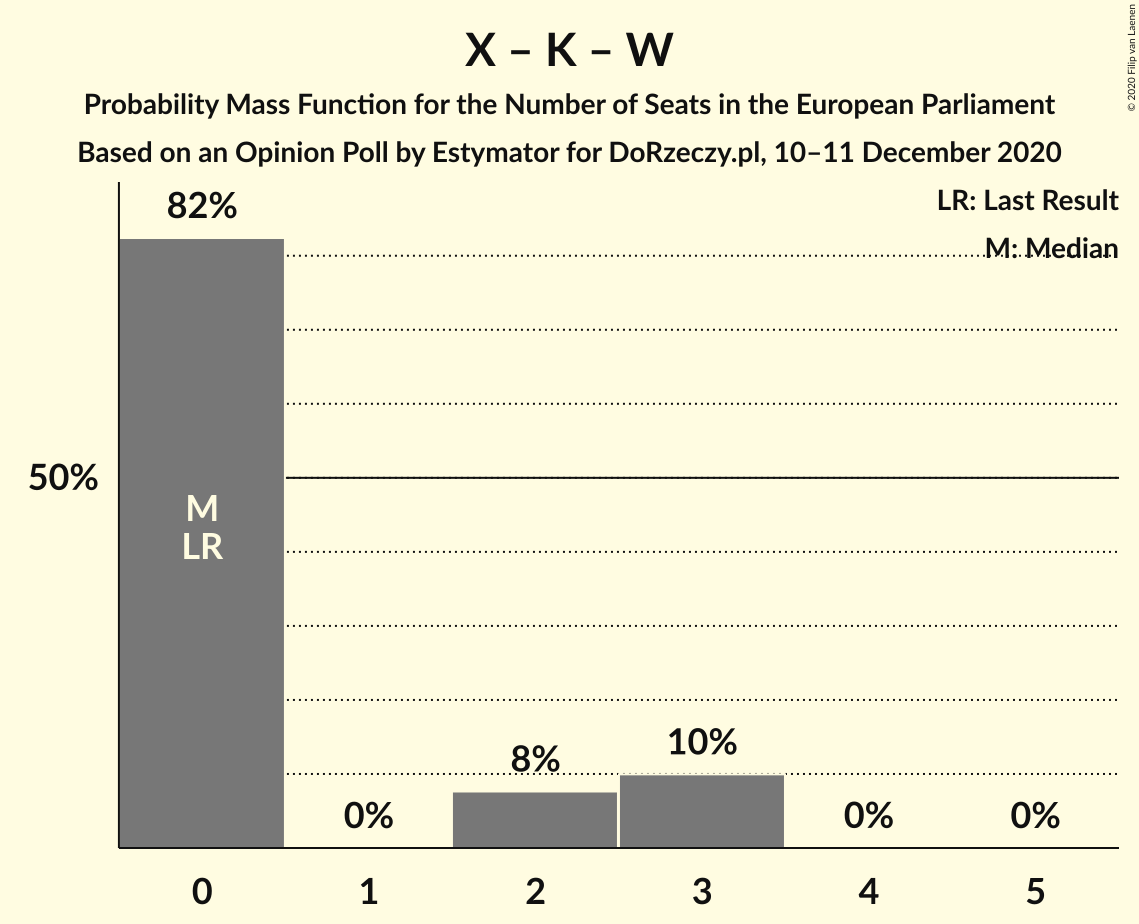 X – K – W
Probability Mass Function for the Number of Seats in the European Parliament
Based on an Opinion Poll by Estymator for DoRzeczy.pl, 10–11 December 2020
© 2020 Filip van Laenen
LR: Last Result
M: Median
82%
50%
M
LR
0%
8%
10%
0%
0%
0
1
2
3
4
5